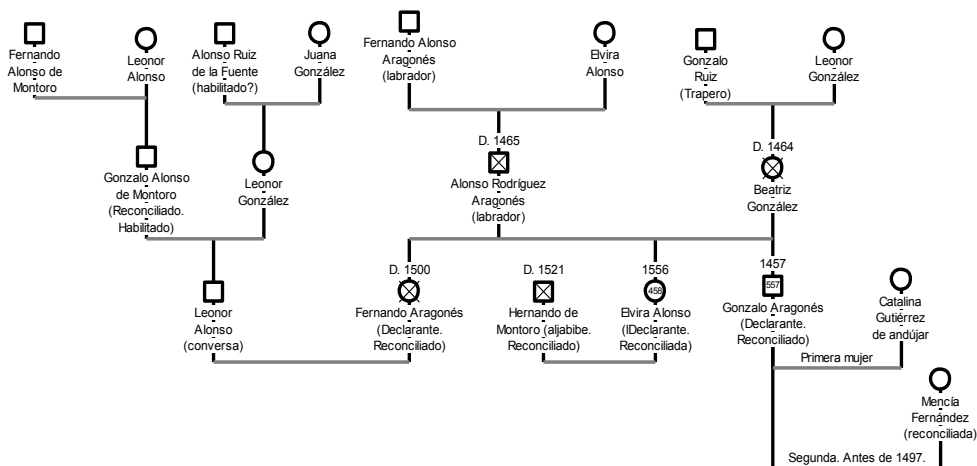 Fernando
Alonso de
Montoro
Leonor
Alonso
Alonso Ruiz
de la Fuente
(habilitado?)
Juana
González
Fernando Alonso
Aragonés
(labrador)
Elvira
Alonso
Gonzalo
Ruiz
(Trapero)
Leonor
González
Gonzalo Alonso
de Montoro
(Reconciliado.
Habilitado)
Leonor
González
D. 1465
Alonso Rodríguez
Aragonés
(labrador)
D. 1464
Beatriz
González
Leonor
Alonso
(conversa)
D. 1500
Fernando Aragonés
(Declarante.
Reconciliado)
D. 1521
Hernando de
Montoro (aljabibe.
Reconciliado)
1556
458
Elvira Alonso
(lDeclarante.
Reconciliada)
1457
557
Gonzalo Aragonés
(Declarante.
Reconciliado)
Catalina
Gutiérrez
de andújar
Primera mujer
Mencía
Fernández
(reconciliada)
Segunda. Antes de 1497.